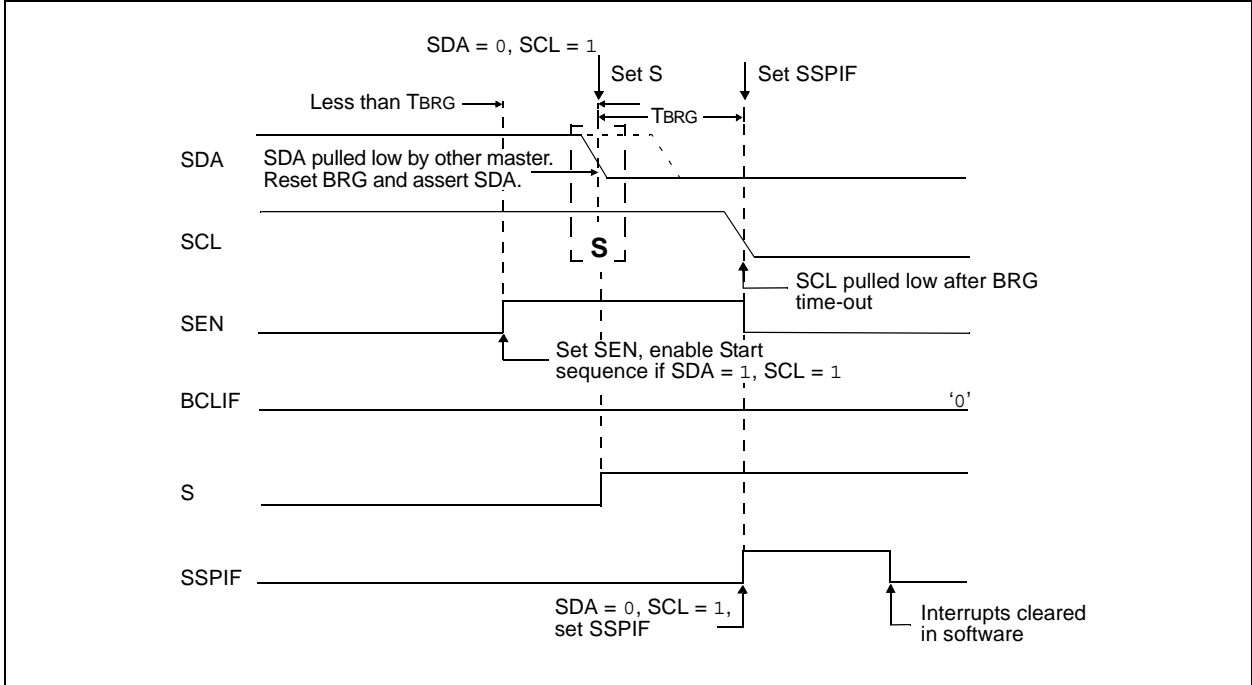 SDA = 0, SCL = 1
Set S
Set SSPIF
Less than TBRG
TBRG
SDA
SDA pulled low by other master.
Reset BRG and assert SDA.
SCL
S
SCL pulled low after BRG
time-out
SEN
Set SEN, enable Start
sequence if SDA = 1, SCL = 1
BCLIF
‘0’
S
SSPIF
SDA = 0, SCL = 1,
set SSPIF
Interrupts cleared
in software